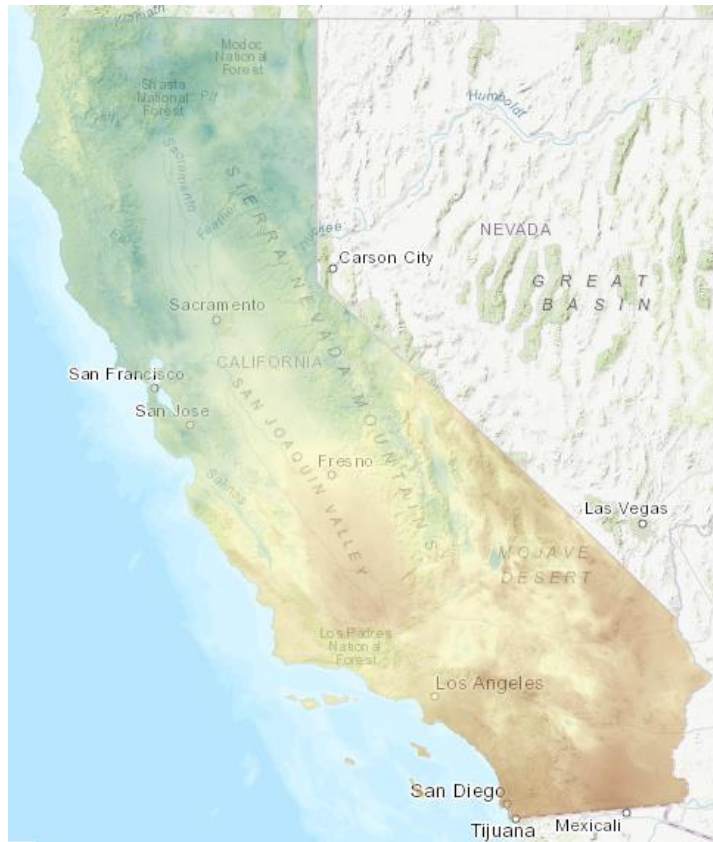 Klamath
Modoc
National
Forest
Shasta
National
Forest
Pit
Humboldt
Sacramento
SIERRA NEVADA MOUNTAINS
Feather
Truckee
Carson City
NEVADA
GREAT
BASIN
Sacramento
CALIFORNIA
San Francisco
San Jose
SAN JOAQUIN VALLEY
Fresno
Salinas
Las Vegas
MOJAVE
DESERT
Los Padres
National
Forest
Los Angeles
San Diego
Tijuana
Mexicali